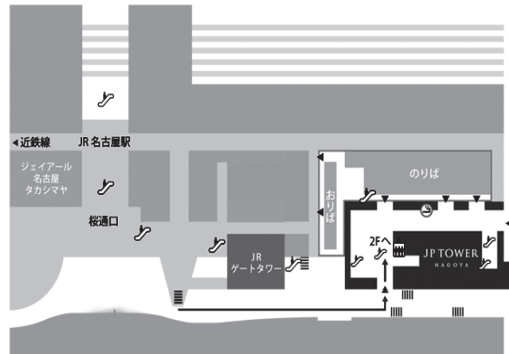 ◀近鉄線
JR名古屋駅
ジェイアール
名古屋
タカシマヤ
桜通口
JR
ゲートタワー
おりば
のりば
2Fへ
JP TOWER
NAGOYA